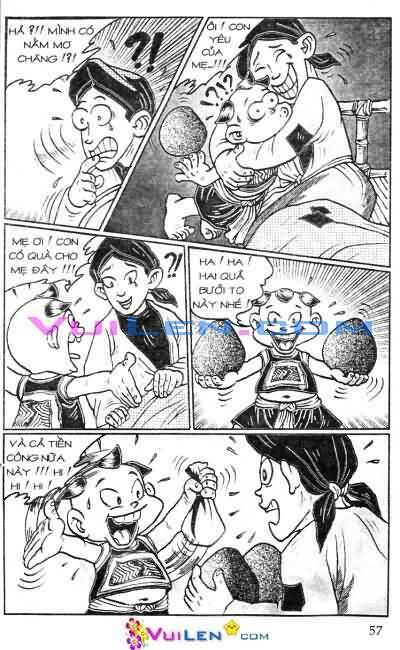 HẢ ?!! MÌNH CÓ
NẰM MƠ
CHĂNG !?!
?!
ÔI ! CON
YÊU
CỦA
MẸ...!!!
!?!?
MẸ ƠI ! CON
CÓ QUÀ CHO
MẸ ĐÂY !!!
?!
HA ! HA !
HAI QUẢ
BƯỞI TO
NÀY NHÉ !
VUILEN.COM
VÀ CẢ TIỀN
CÔNG NỮA
NÀY !!! HI !
HI ! HI !
57
VUILEN COM